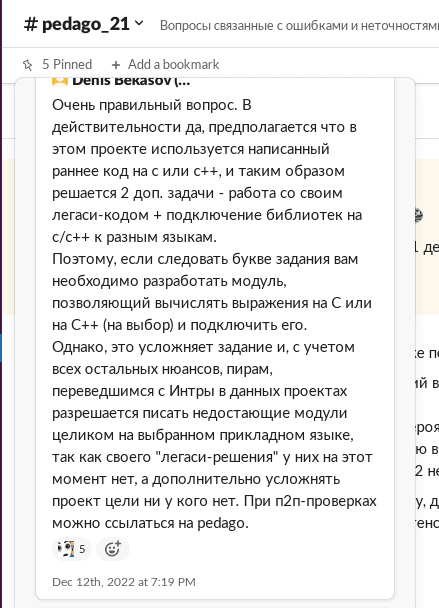 # pedago_21
Вопросы связанные с ошибками и неточностями
5 Pinned + Add a bookmark
Denis Bekasov (...
Очень правильный вопрос. В
действительности да, предполагается что в
этом проекте используется написанный
раннее код на с или с++, и таким образом
решается 2 доп. задачи - работа со своим
легаси-кодом + подключение библиотек на
с/с++ к разным языкам.
Поэтому, если следовать букве задания вам
необходимо разработать модуль,
позволяющий вычислять выражения на С или
на С++ (на выбор) и подключить его.
Однако, это усложняет задание и, с учетом
всех остальных нюансов, пирам,
переведшимся с Интры в данных проектах
разрешается писать недостающие модули
целиком на выбранном прикладном языке,
так как своего "легаси-решения" у них на этот
момент нет, а дополнительно усложнять
проект цели ни у кого нет. При п2п-проверках
можно ссылаться на pedago.
5
Dec 12th, 2022 at 7:19 PM